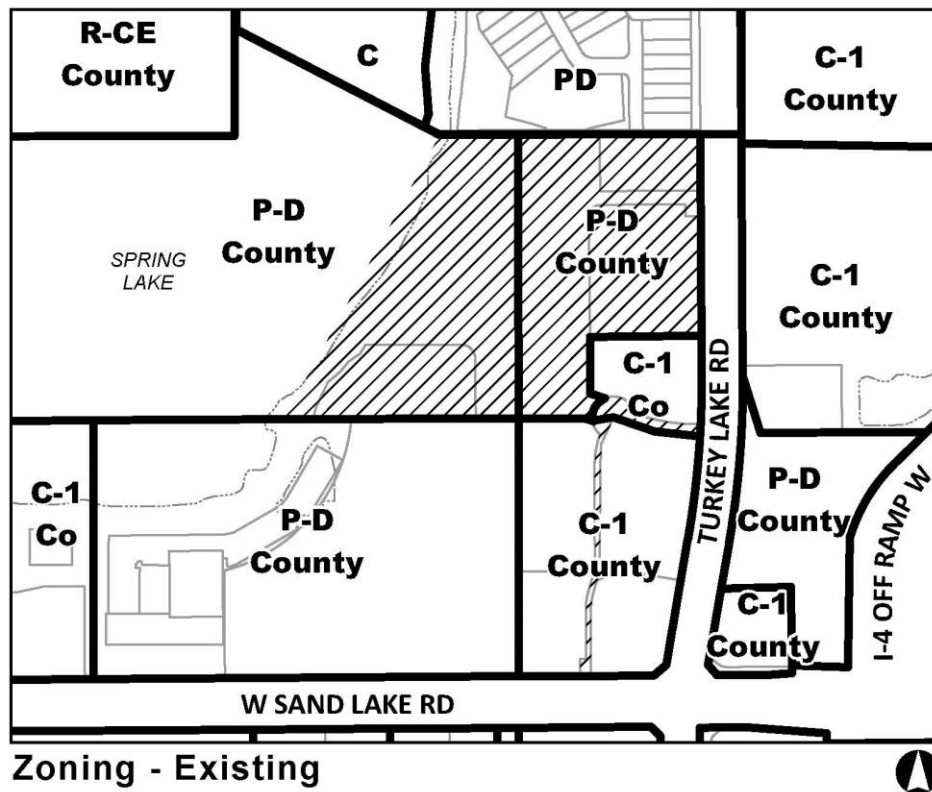 R-CE
County
C
PD
C-1
County
P-D
County
SPRING
LAKE
P-D
County
C-1
County
C-1
Co
TURKEY LAKE RD
C-1
Co
P-D
County
C-1
County
P-D
County
C-1
County
I-4 OFF RAMP W
W SAND LAKE RD
Zoning - Existing